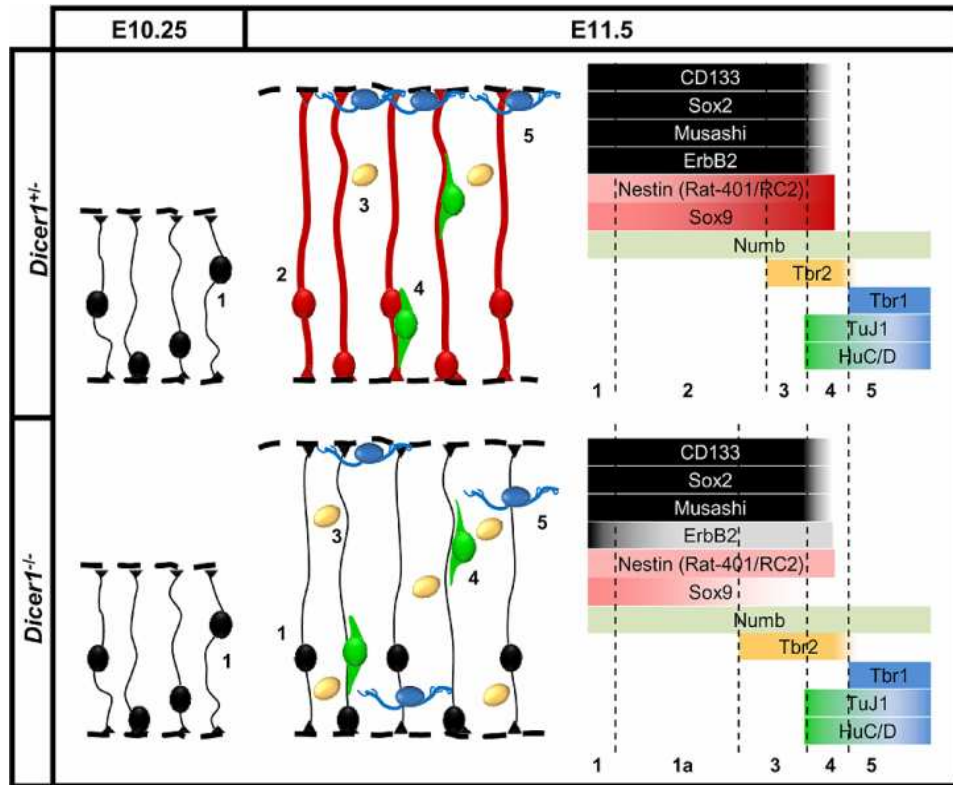 E10.25
E11.5
Dicer1+/-
1
2
3
4
5
CD133
Sox2
Musashi
ErbB2
Nestin (Rat-401/RC2)
Sox9
Numb
Tbr2
Tbr1
TuJ1
HuC/D
1 2 3 4 5
Dicer1-/-
1
1
3
4
5
CD133
Sox2
Musashi
ErbB2
Nestin (Rat-401/RC2)
Sox9
Numb
Tbr2
Tbr1
TuJ1
HuC/D
1 1a 3 4 5